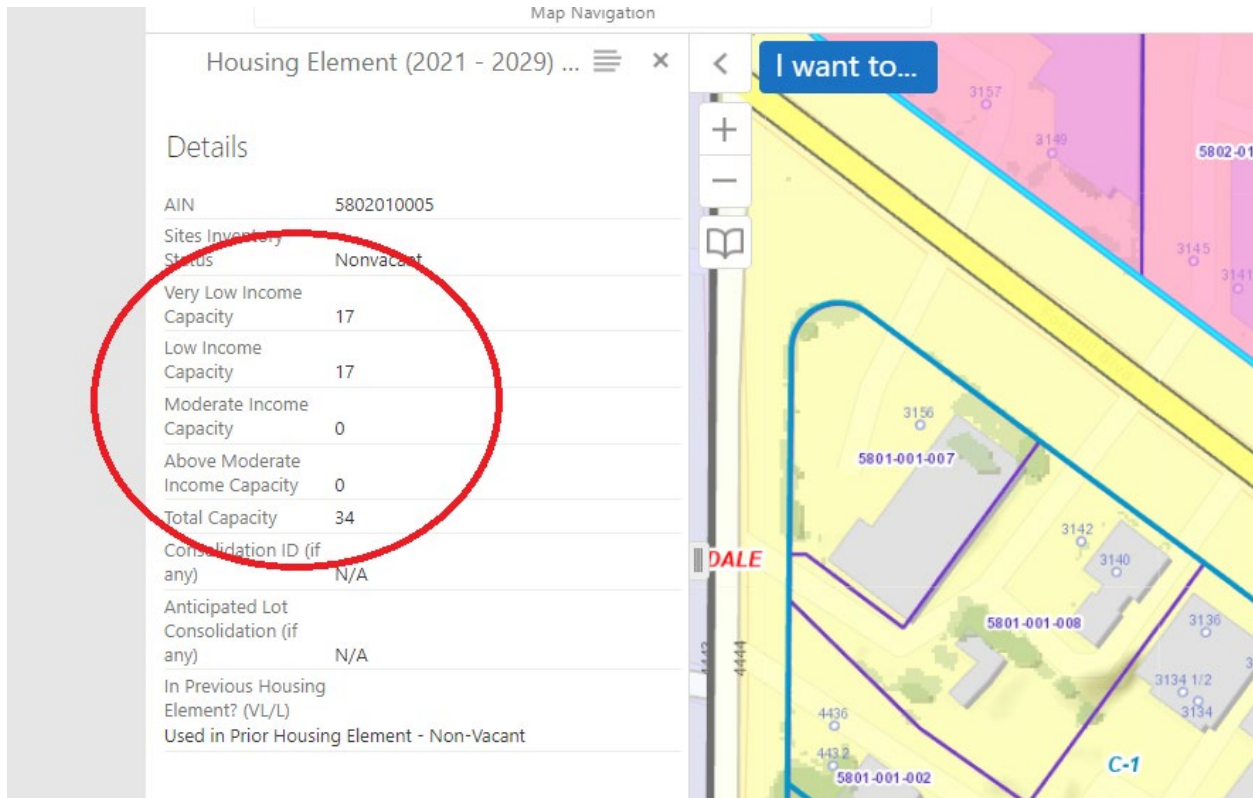 Map Navigation
Housing Element (2021 - 2029) ...
I want to...
Details
AIN 5802010005
Sites Inventory
Status Nonvacant
Very Low Income
Capacity 17
Low Income
Capacity 17
Moderate Income
Capacity 0
Above Moderate
Income Capacity 0
Total Capacity 34
Consolidation ID (if
any) N/A
Anticipated Lot
Consolidation (if
any) N/A
In Previous Housing
Element? (VL/L)
Used in Prior Housing Element - Non-Vacant
3157
3149
5802-01
3145
3141
3156
5801-001-007
3142
3140
DALE
5801-001-008
3136
3
3134 1/2
3134
4443
4444
4436
4432
5801-001-002
C-1